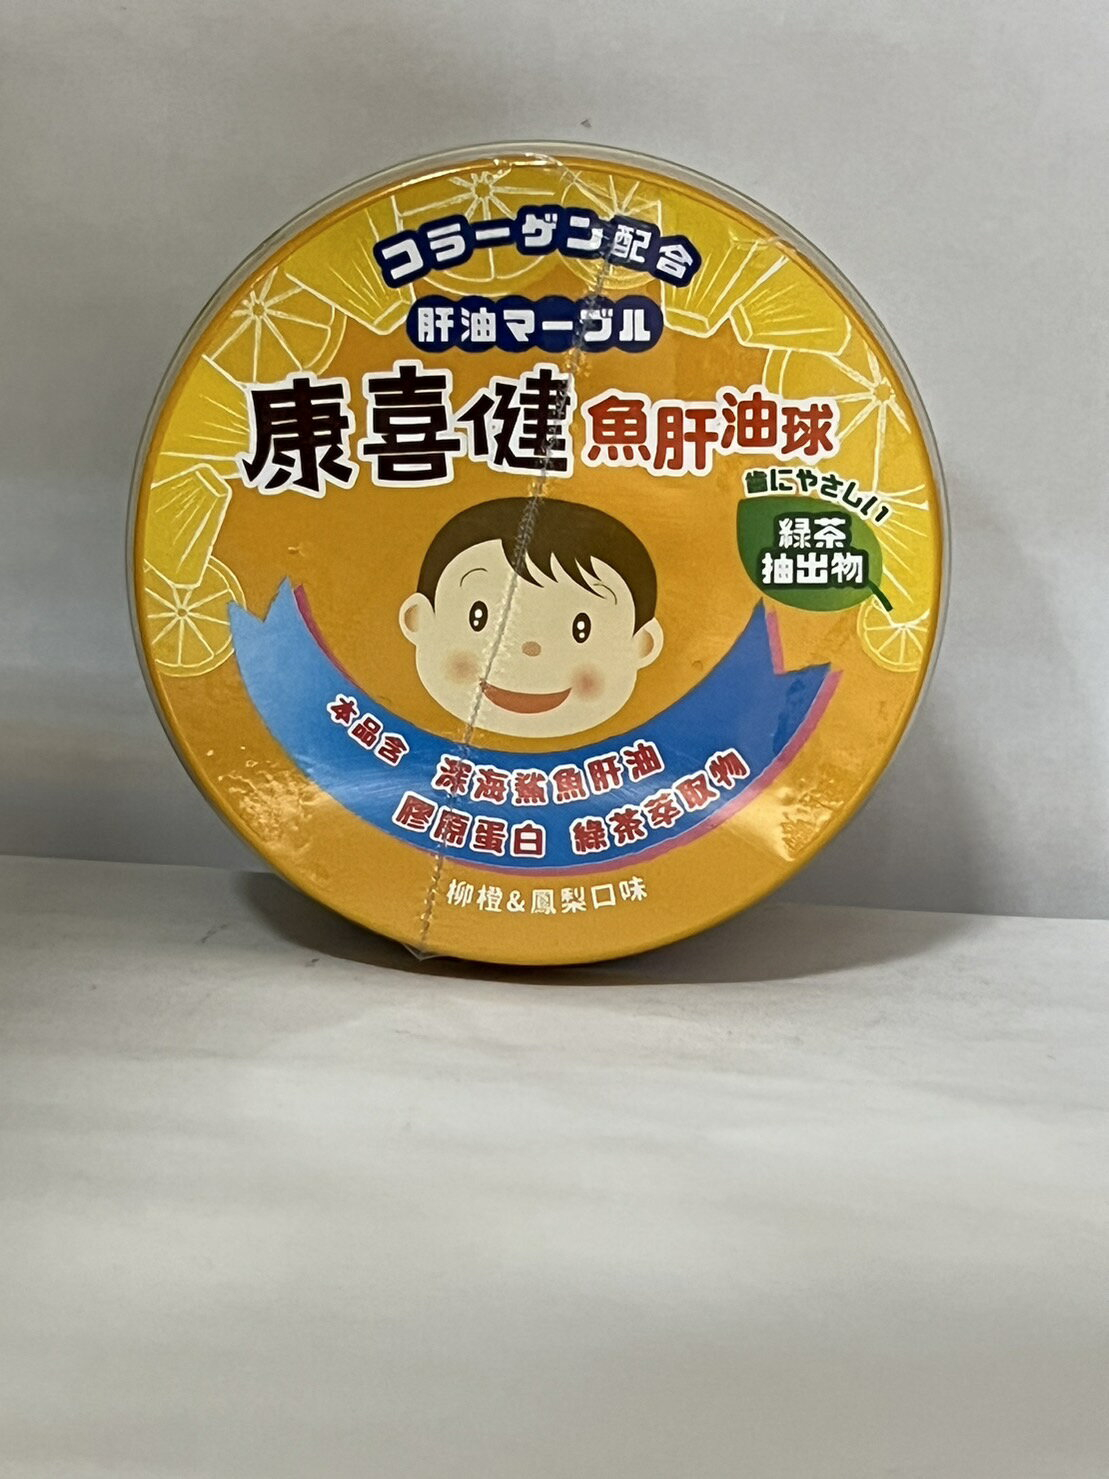 コラーゲン配合
肝油マーブル
康喜健 魚肝油球
歯にやさしい
緑茶
抽出物
本品含 深海鯊魚肝油
膠原蛋白 綠茶萃取物
柳橙&鳳梨口味